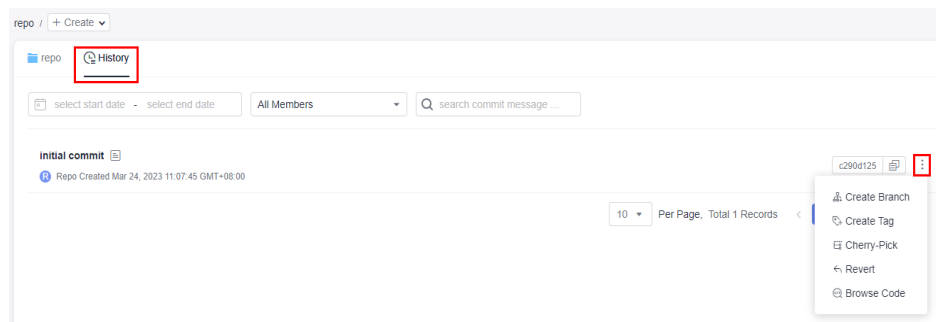 repo / + Create
repo History
select start date - select end date All Members search commit message ...
initial commit
c290d125
R Repo Created Mar 24, 2023 11:07:45 GMT+08:00
Create Branch
10 Per Page, Total 1 Records <
Create Tag
Cherry-Pick
Revert
Browse Code